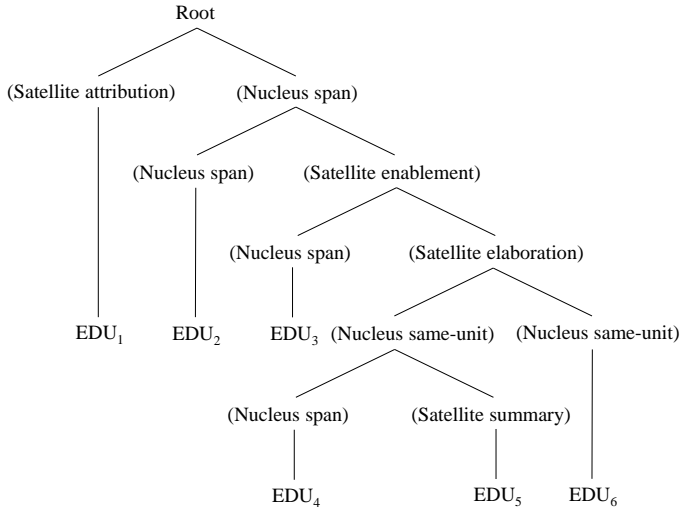 Root
(Satellite attribution) (Nucleus span)
(Nucleus span) (Satellite enablement)
(Nucleus span) (Satellite elaboration)
EDU₁ EDU₂ EDU₃ (Nucleus same-unit) (Nucleus same-unit)
(Nucleus span) (Satellite summary)
EDU₄ EDU₅ EDU₆